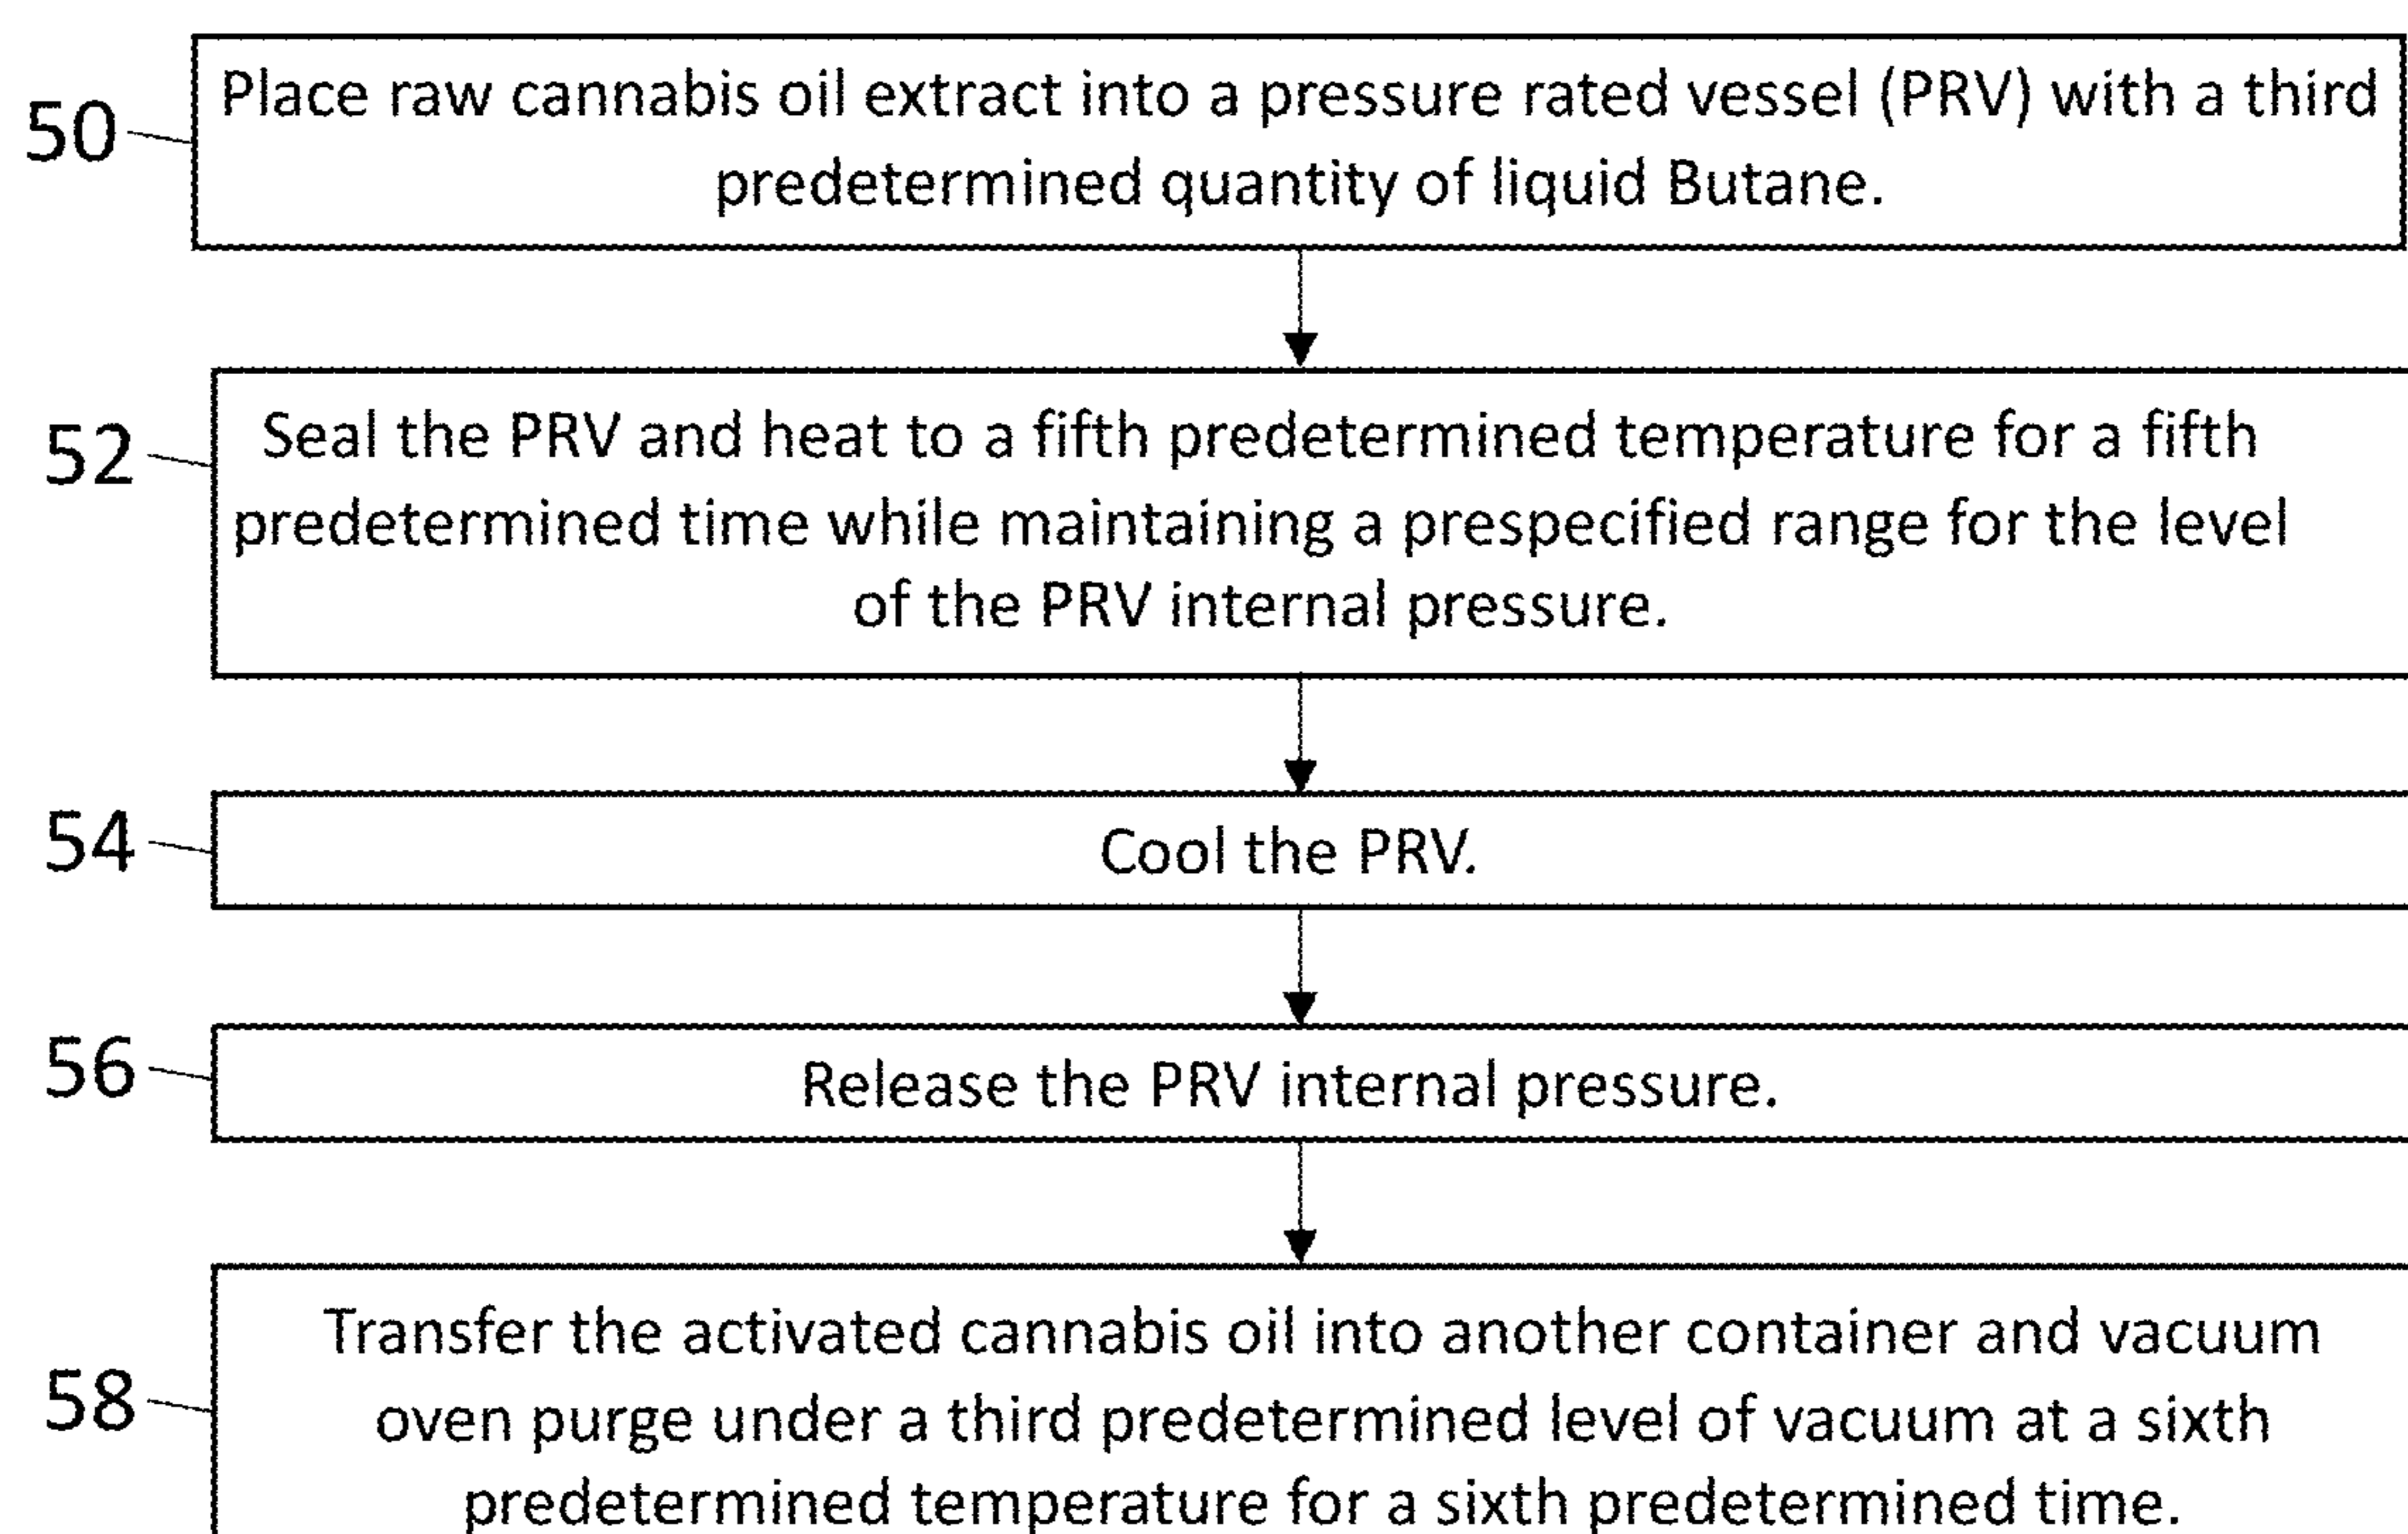 50
Place raw cannabis oil extract into a pressure rated vessel (PRV) with a third
predetermined quantity of liquid Butane.
52
Seal the PRV and heat to a fifth predetermined temperature for a fifth
predetermined time while maintaining a prespecified range for the level
of the PRV internal pressure.
54
Cool the PRV.
56
Release the PRV internal pressure.
58
Transfer the activated cannabis oil into another container and vacuum
oven purge under a third predetermined level of vacuum at a sixth
predetermined temperature for a sixth predetermined time.